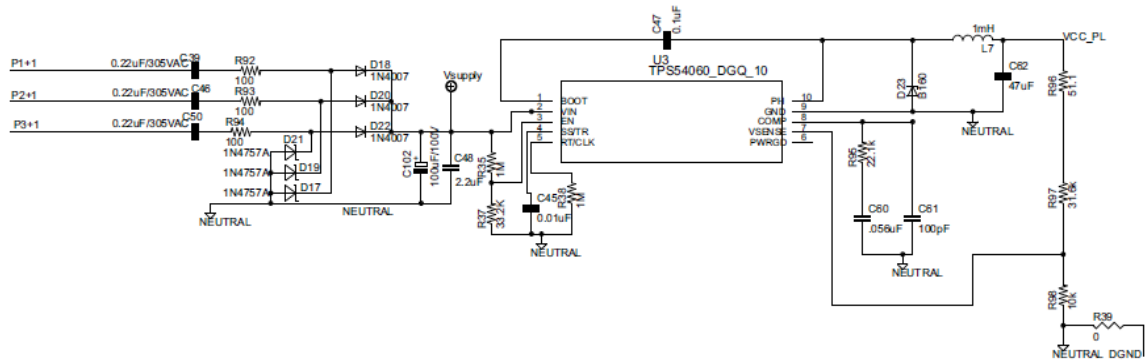 P1+1
0.22uF/305VAC
C39
R92
100
D18
1N4007
P2+1
0.22uF/305VAC
C46
R93
100
D20
1N4007
P3+1
0.22uF/305VAC
C50
R94
100
D22
1N4007
D21
1N4757A
D19
1N4757A
D17
1N4757A
NEUTRAL
NEUTRAL
C102
100uF/100V
+
Vsupply
C48
2.2uF
R35
1M
R37
33.2K
C45
0.01uF
R38
1M
NEUTRAL
C47
0.1uF
U3
TPS54060_DGQ_10
1 BOOT
2 VIN
3 EN
4 SS/TR
5 RT/CLK
PH 10
GND 9
COMP 8
VSENSE 7
PWRGD 6
R95
22.1k
C60
.056uF
C61
100pF
NEUTRAL
D23
B160
1mH
L7
VCC_PL
C62
47uF
NEUTRAL
R96
51.1
R97
31.6k
R98
10k
R39
0
NEUTRAL DGND